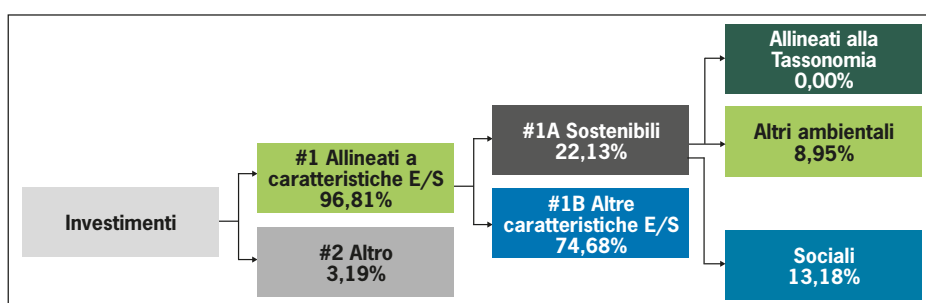 Investimenti
#1 Allineati a
caratteristiche E/S
96,81%
#2 Altro
3,19%
#1A Sostenibili
22,13%
#1B Altre
caratteristiche E/S
74,68%
Allineati alla
Tassonomia
0,00%
Altri ambientali
8,95%
Sociali
13,18%